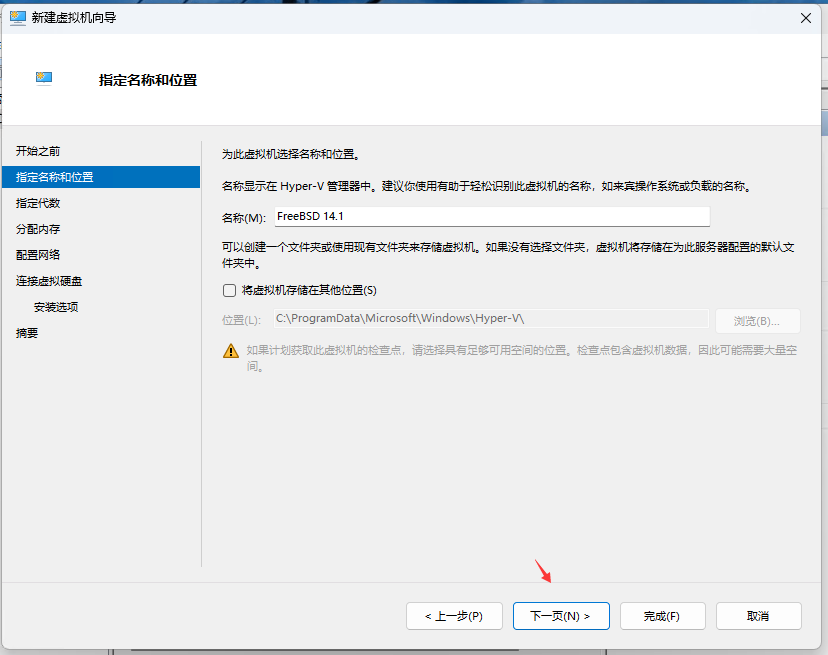 新建虚拟机向导
指定名称和位置
开始之前
指定名称和位置
指定代数
分配内存
配置网络
连接虚拟硬盘
安装选项
摘要
为此虚拟机选择名称和位置。
名称显示在 Hyper-V 管理器中。建议你使用有助于轻松识别此虚拟机的名称，如来宾操作系统或负载的名称。
名称(M): FreeBSD 14.1
可以创建一个文件夹或使用现有文件夹来存储虚拟机。如果没有选择文件夹，虚拟机将存储在为此服务器配置的默认文
件夹中。
将虚拟机存储在其他位置(S)
位置(L): C:\ProgramData\Microsoft\Windows\Hyper-V\ 浏览(B)...
如果计划获取此虚拟机的检查点，请选择具有足够可用空间的位置。检查点包含虚拟机数据，因此可能需要大量空
间。
< 上一步(P) 下一页(N) > 完成(F) 取消